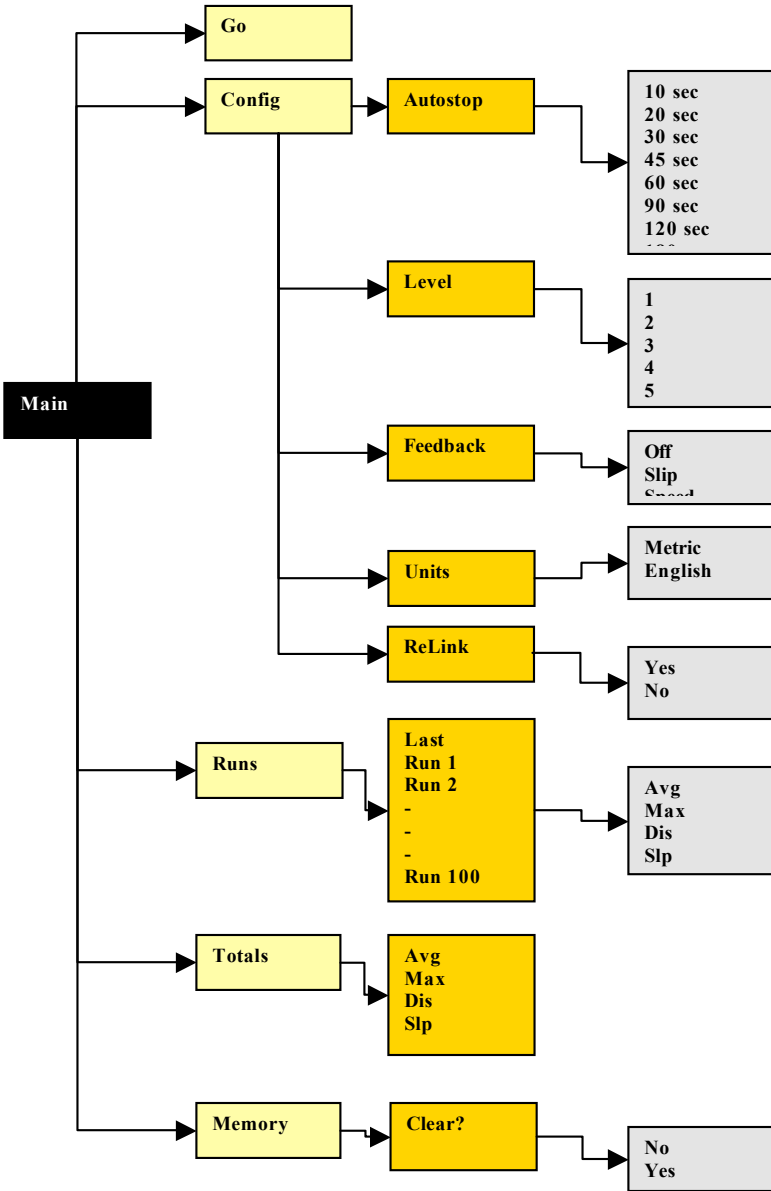 Go
Config
Autostop
10 sec
20 sec
30 sec
45 sec
60 sec
90 sec
120 sec
Level
1
2
3
4
5
Main
Feedback
Off
Slip
Units
Metric
English
ReLink
Yes
No
Runs
Last
Run 1
Run 2
-
-
-
Run 100
Avg
Max
Dis
Slp
Totals
Avg
Max
Dis
Slp
Memory
Clear?
No
Yes